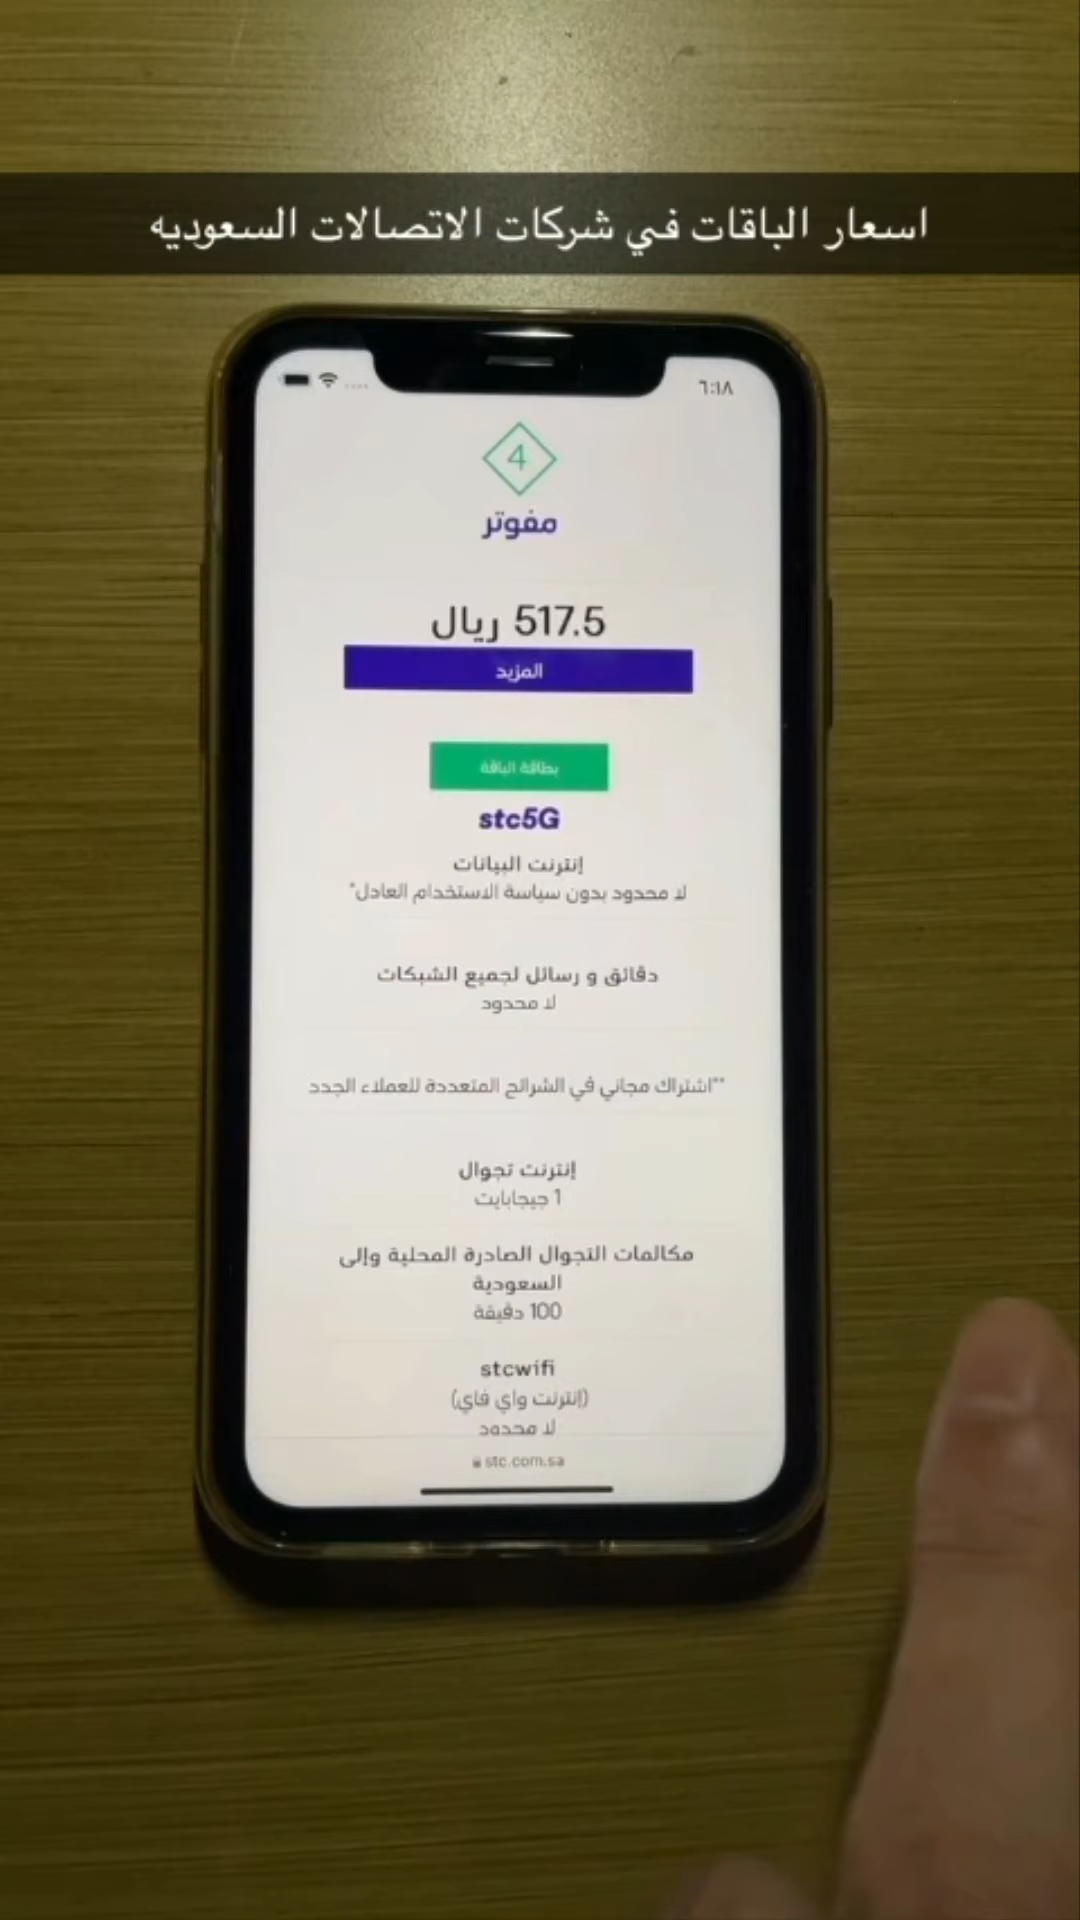 اسعار الباقات في شركات الاتصالات السعوديه
٦:١٨
4
مفوتر
517.5 ريال
المزيد
بطاقة الباقة
stc5G
إنترنت البيانات
لا محدود بدون سياسة الاستخدام العادل*
دقائق و رسائل لجميع الشبكات
لا محدود
**اشتراك مجاني في الشرائح المتعددة للعملاء الجدد
إنترنت تجوال
1 جيجابايت
مكالمات التجوال الصادرة المحلية وإلى
السعودية
100 دقيقة
stcwifi
(إنترنت واي فاي)
لا محدود
stc.com.sa